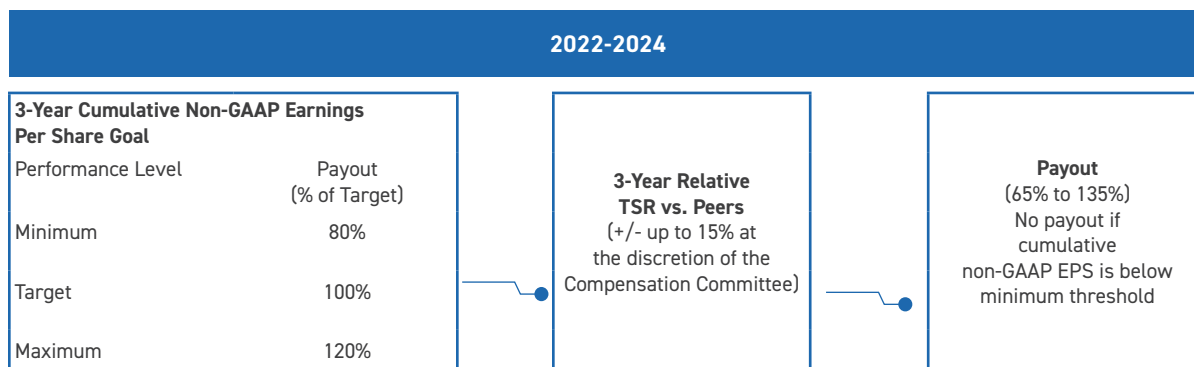 2022-2024
3-Year Cumulative Non-GAAP Earnings
Per Share Goal
Performance Level Payout
(% of Target)
Minimum 80%
Target 100%
Maximum 120%
3-Year Relative
TSR vs. Peers
(+/- up to 15% at
the discretion of the
Compensation Committee)
Payout
(65% to 135%)
No payout if
cumulative
non-GAAP EPS is below
minimum threshold